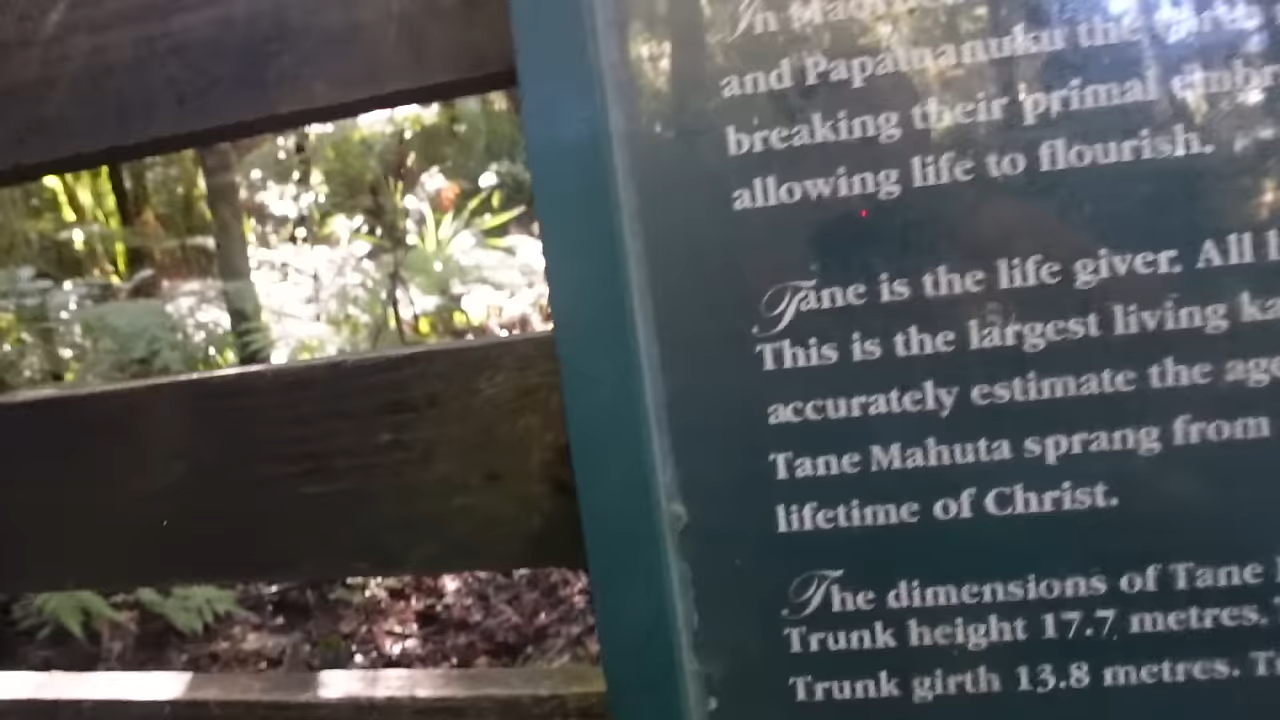 In
and Papatuanuku the
breaking their primal
allowing life to flourish.
Tane is the life giver. All
This is the largest living
accurately estimate the age
Tane Mahuta sprang from
lifetime of Christ.
The dimensions of Tane
Trunk height 17.7 metres.
Trunk girth 13.8 metres.